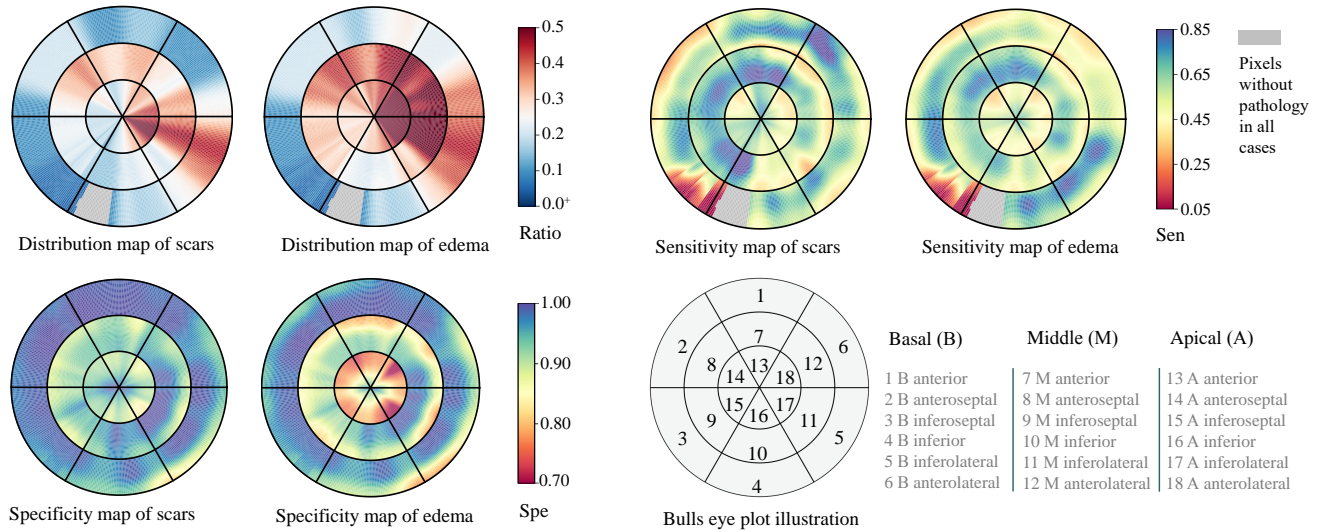 0.5
0.4
0.3
0.2
0.1
0.0+
Ratio
Distribution map of scars
Distribution map of edema
0.85
0.65
0.45
0.25
0.05
Sen
Pixels
without
pathology
in all
cases
Sensitivity map of scars
Sensitivity map of edema
1.00
0.90
0.80
0.70
Spe
Specificity map of scars
Specificity map of edema
1
2
6
7
8
12
13
14
18
15
17
16
9
11
3
5
10
4
Bulls eye plot illustration
Basal (B)
1 B anterior
2 B anteroseptal
3 B inferoseptal
4 B inferior
5 B inferolateral
6 B anterolateral
Middle (M)
7 M anterior
8 M anteroseptal
9 M inferoseptal
10 M inferior
11 M inferolateral
12 M anterolateral
Apical (A)
13 A anterior
14 A anteroseptal
15 A inferoseptal
16 A inferior
17 A inferolateral
18 A anterolateral